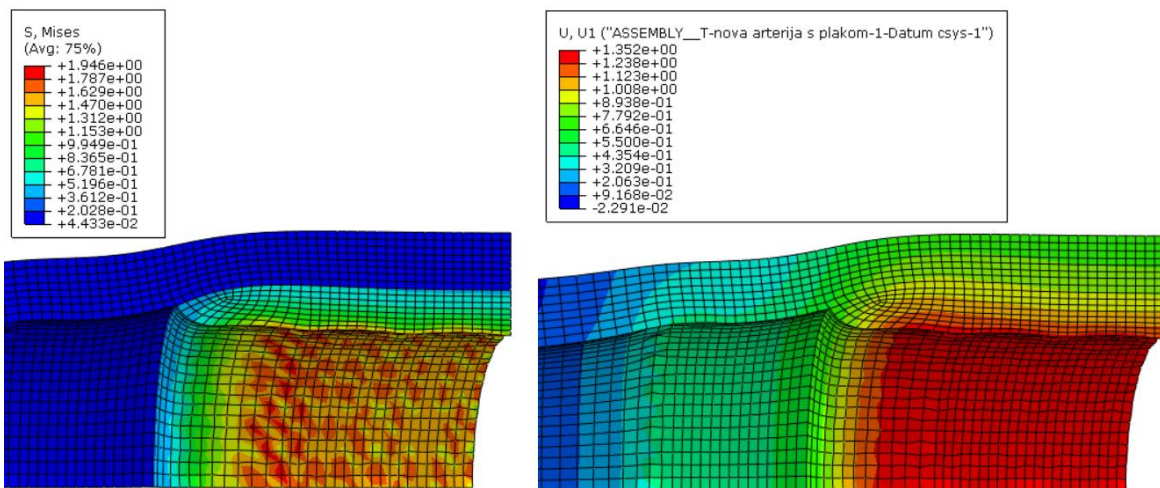 S, Mises
(Avg: 75%)
+1.946e+00
+1.787e+00
+1.629e+00
+1.470e+00
+1.312e+00
+1.153e+00
+9.949e-01
+8.365e-01
+6.781e-01
+5.196e-01
+3.612e-01
+2.028e-01
+4.433e-02
U, U1 ("ASSEMBLY__T-nova arterija s plakom-1-Datum csys-1")
+1.352e+00
+1.238e+00
+1.123e+00
+1.008e+00
+8.938e-01
+7.792e-01
+6.646e-01
+5.500e-01
+4.354e-01
+3.209e-01
+2.063e-01
+9.168e-02
-2.291e-02